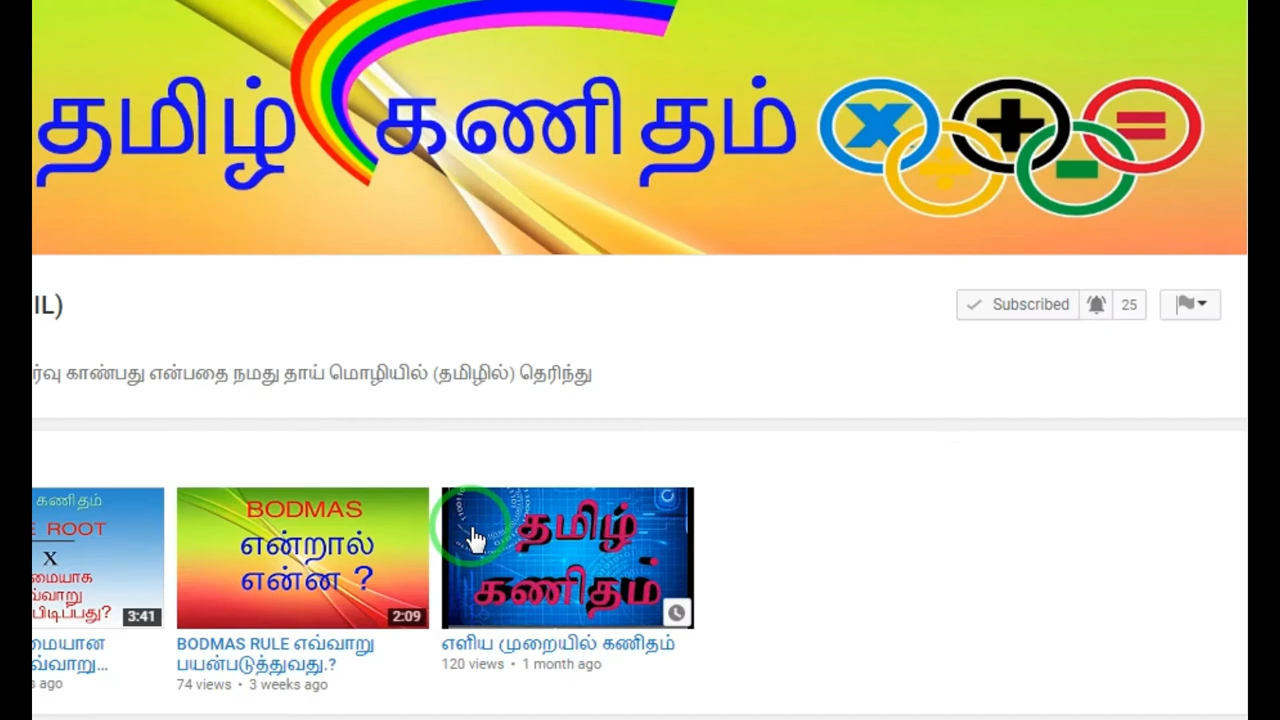 தமிழ் கணிதம்
x + =
÷ -
IL)
Subscribed 25
ர்வு காண்பது என்பதை நமது தாய் மொழியில் (தமிழில்) தெரிந்து
கணிதம்
E ROOT
x
மையாக
வ்வாறு
பிடிப்பது?
3:41
மையான
வ்வாறு...
s ago
BODMAS
என்றால்
என்ன ?
2:09
BODMAS RULE எவ்வாறு
பயன்படுத்துவது.?
74 views • 3 weeks ago
தமிழ்
கணிதம்
எளிய முறையில் கணிதம்
120 views • 1 month ago